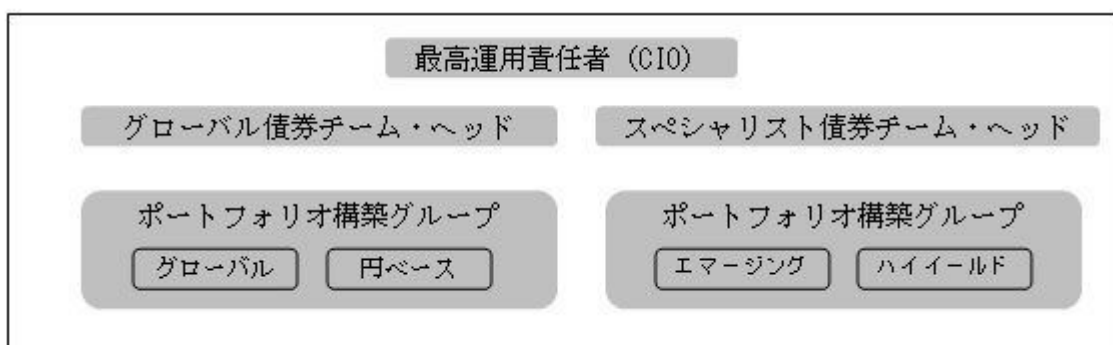 最高運用責任者 (CIO)
グローバル債券チーム・ヘッド
スペシャリスト債券チーム・ヘッド
ポートフォリオ構築グループ
グローバル
円ベース
ポートフォリオ構築グループ
エマージング
ハイイールド